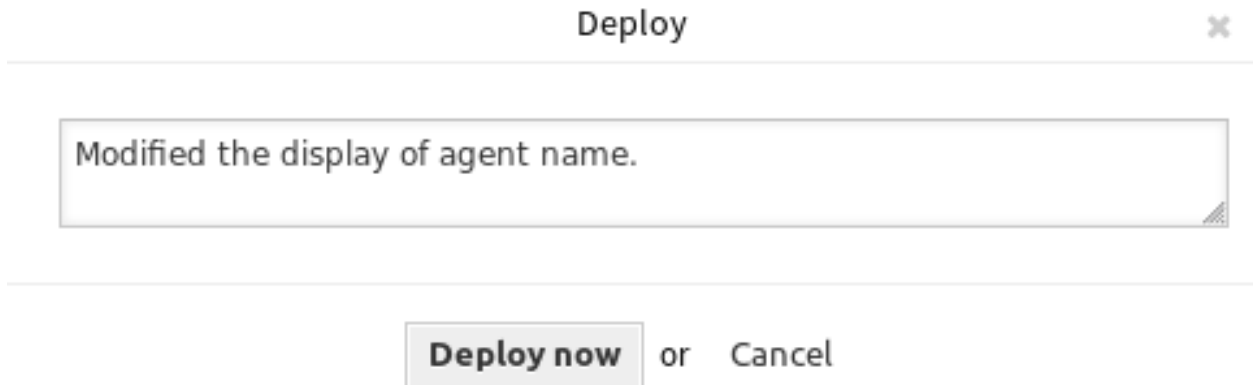 Deploy
Modified the display of agent name.
Deploy now or Cancel